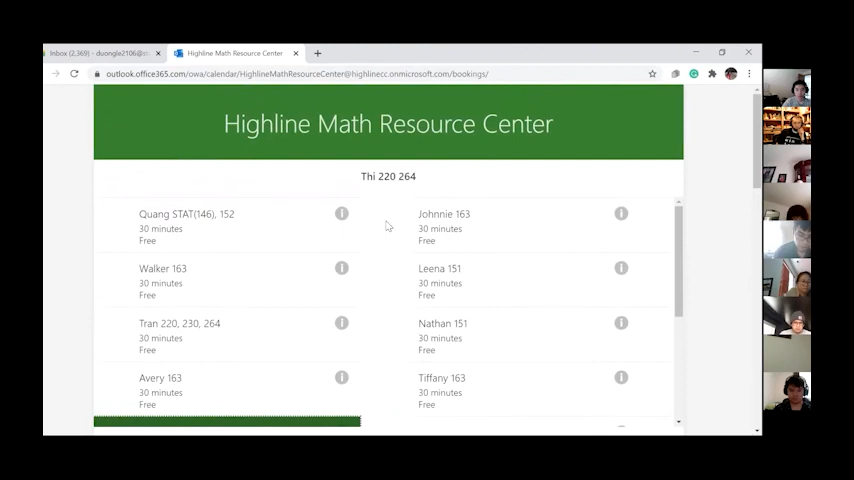 Inbox (2,369) - duongle2106@st
Highline Math Resource Center
outlook.office365.com/owa/calendar/HighlineMathResourceCenter@highlinecc.onmicrosoft.com/bookings/
Highline Math Resource Center
Thi 220 264
Quang STAT(146), 152
30 minutes
Free
Johnnie 163
30 minutes
Free
Walker 163
30 minutes
Free
Leena 151
30 minutes
Free
Tran 220, 230, 264
30 minutes
Free
Nathan 151
30 minutes
Free
Avery 163
30 minutes
Free
Tiffany 163
30 minutes
Free